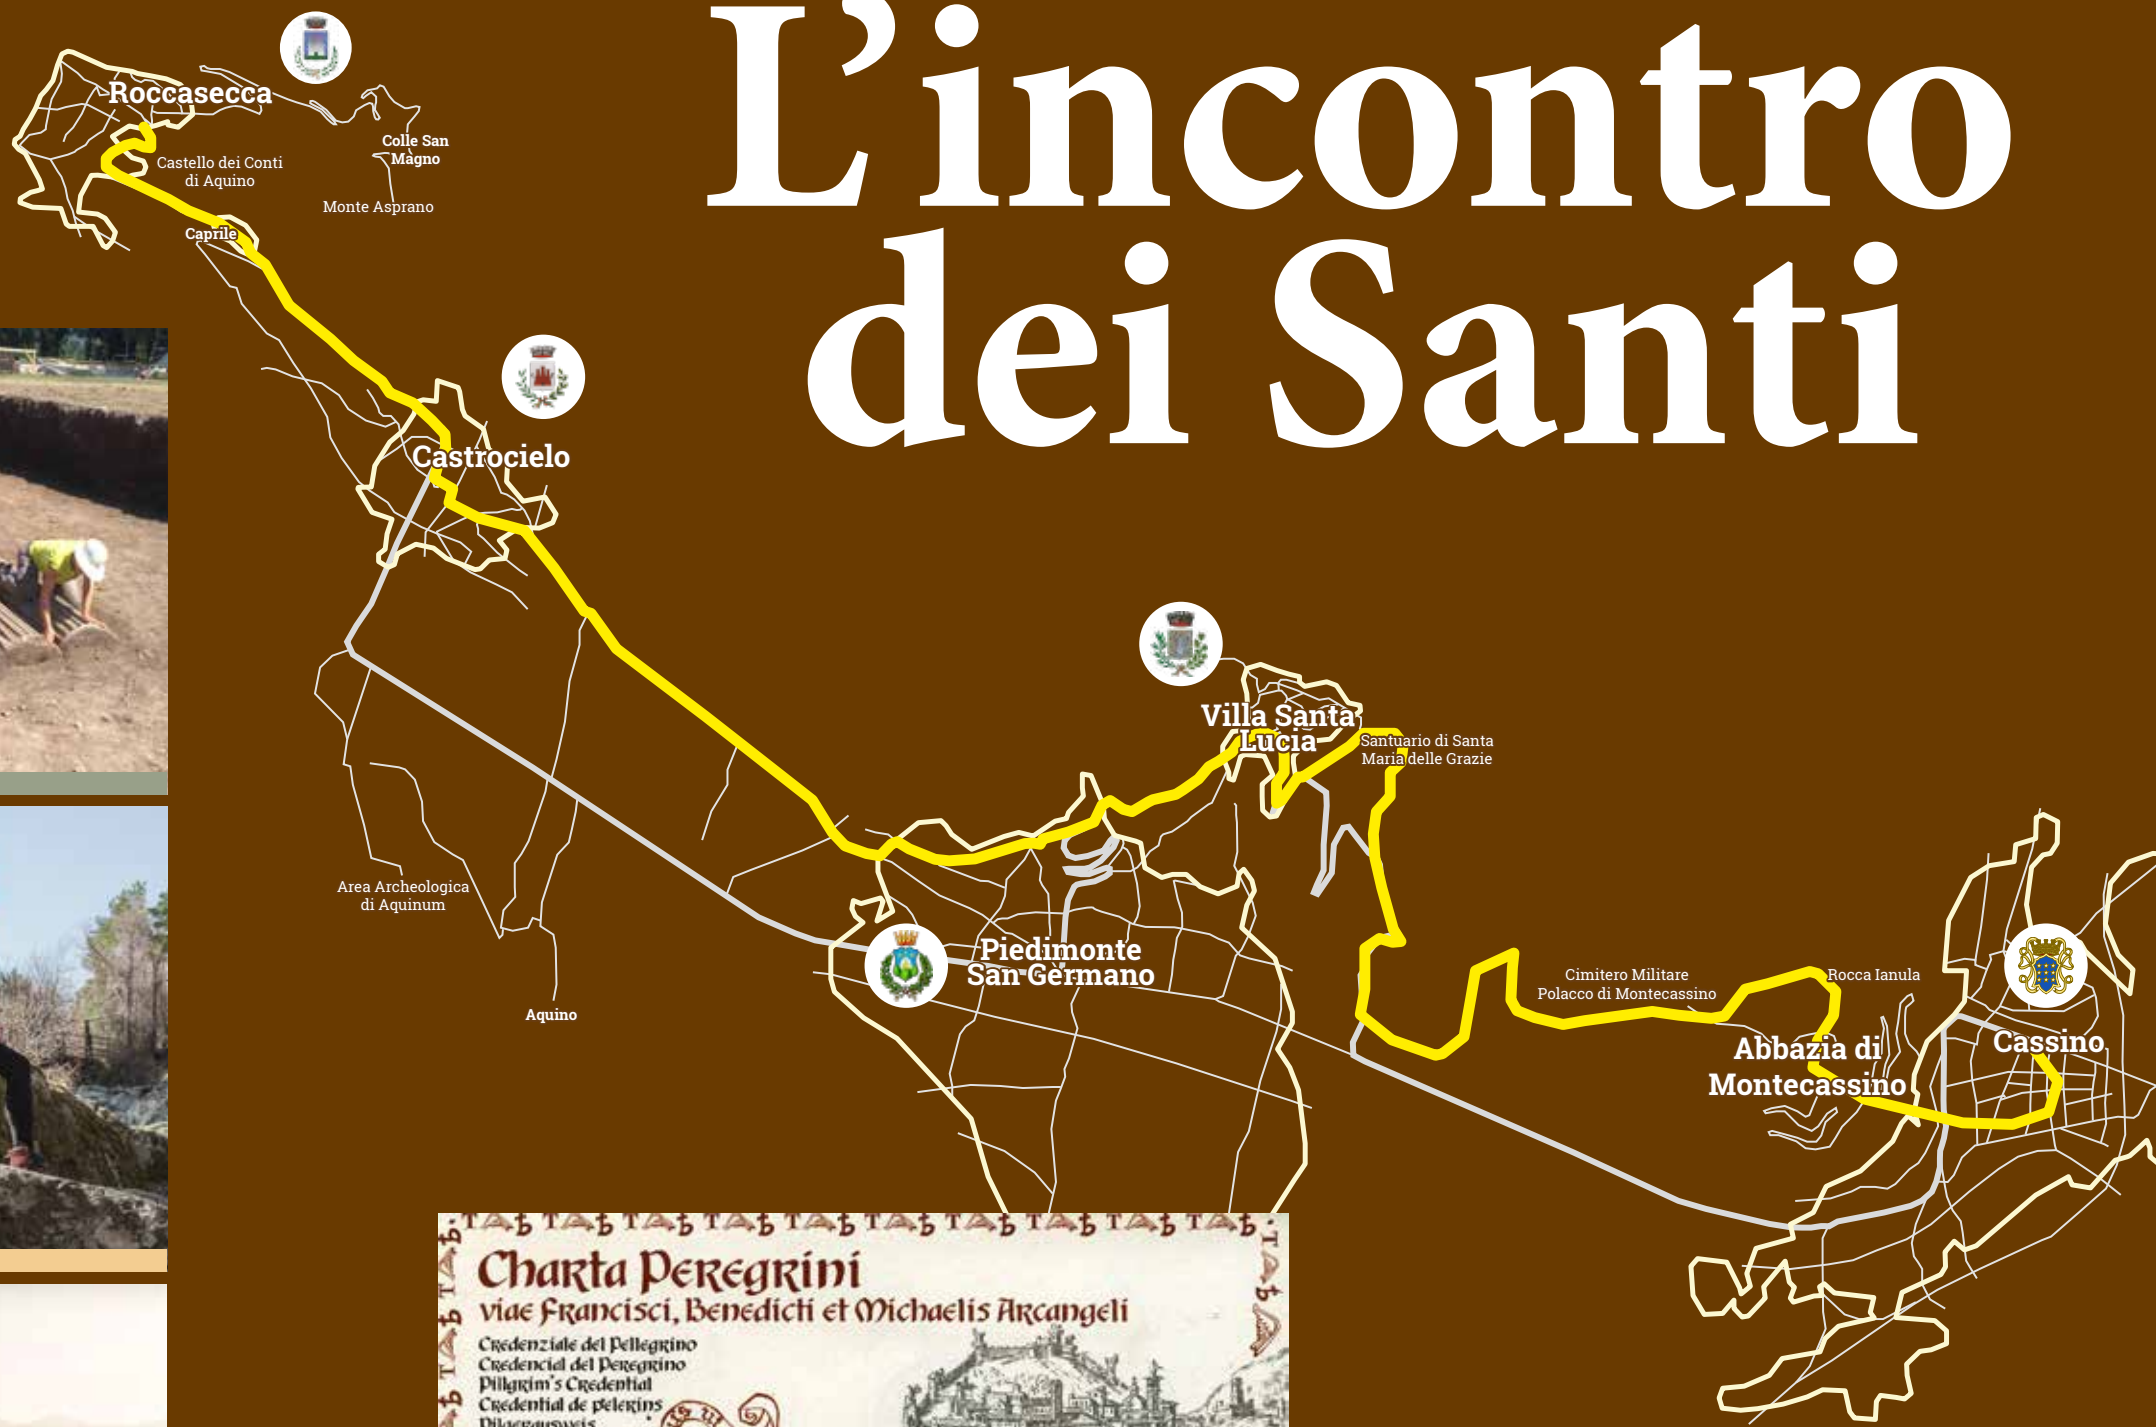 L'incontro
dei Santi
Roccasecca
Colle San
Magno
Castello dei Conti
di Aquino
Monte Asprano
Caprile
Castrocielo
Villa Santa
Lucia
Santuario di Santa
Maria delle Grazie
Area Archeologica
di Aquinum
Piedimonte
San Germano
Aquino
Cimitero Militare
Polacco di Montecassino
Rocca Ianula
Abbazia di
Montecassino
Cassino
Charta Peregrini
viae Francisci, Benedicti et Michaelis Arcangeli
Credenziale del Pellegrino
Credencial del Peregrino
Pillgrim's Credential
Credential de pelerins